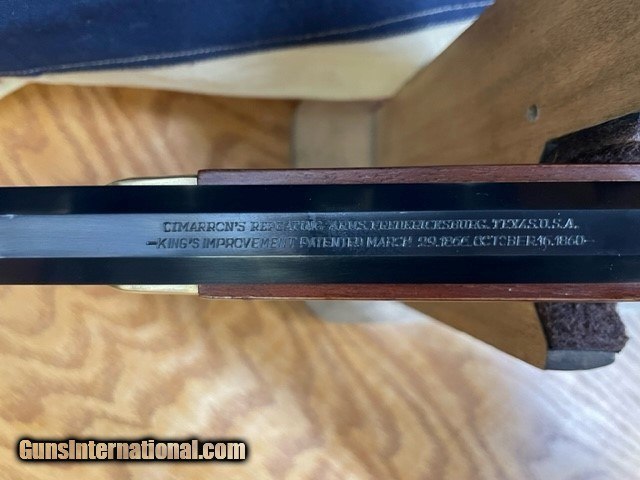 CIMARRON'S REPEATING ARMS. FREDERICKSBURG, TEXAS.U.S.A.
—KING'S IMPROVEMENT PATENTED MARCH 29.1866. OCTOBER 16.1860—
GunsInternational.com